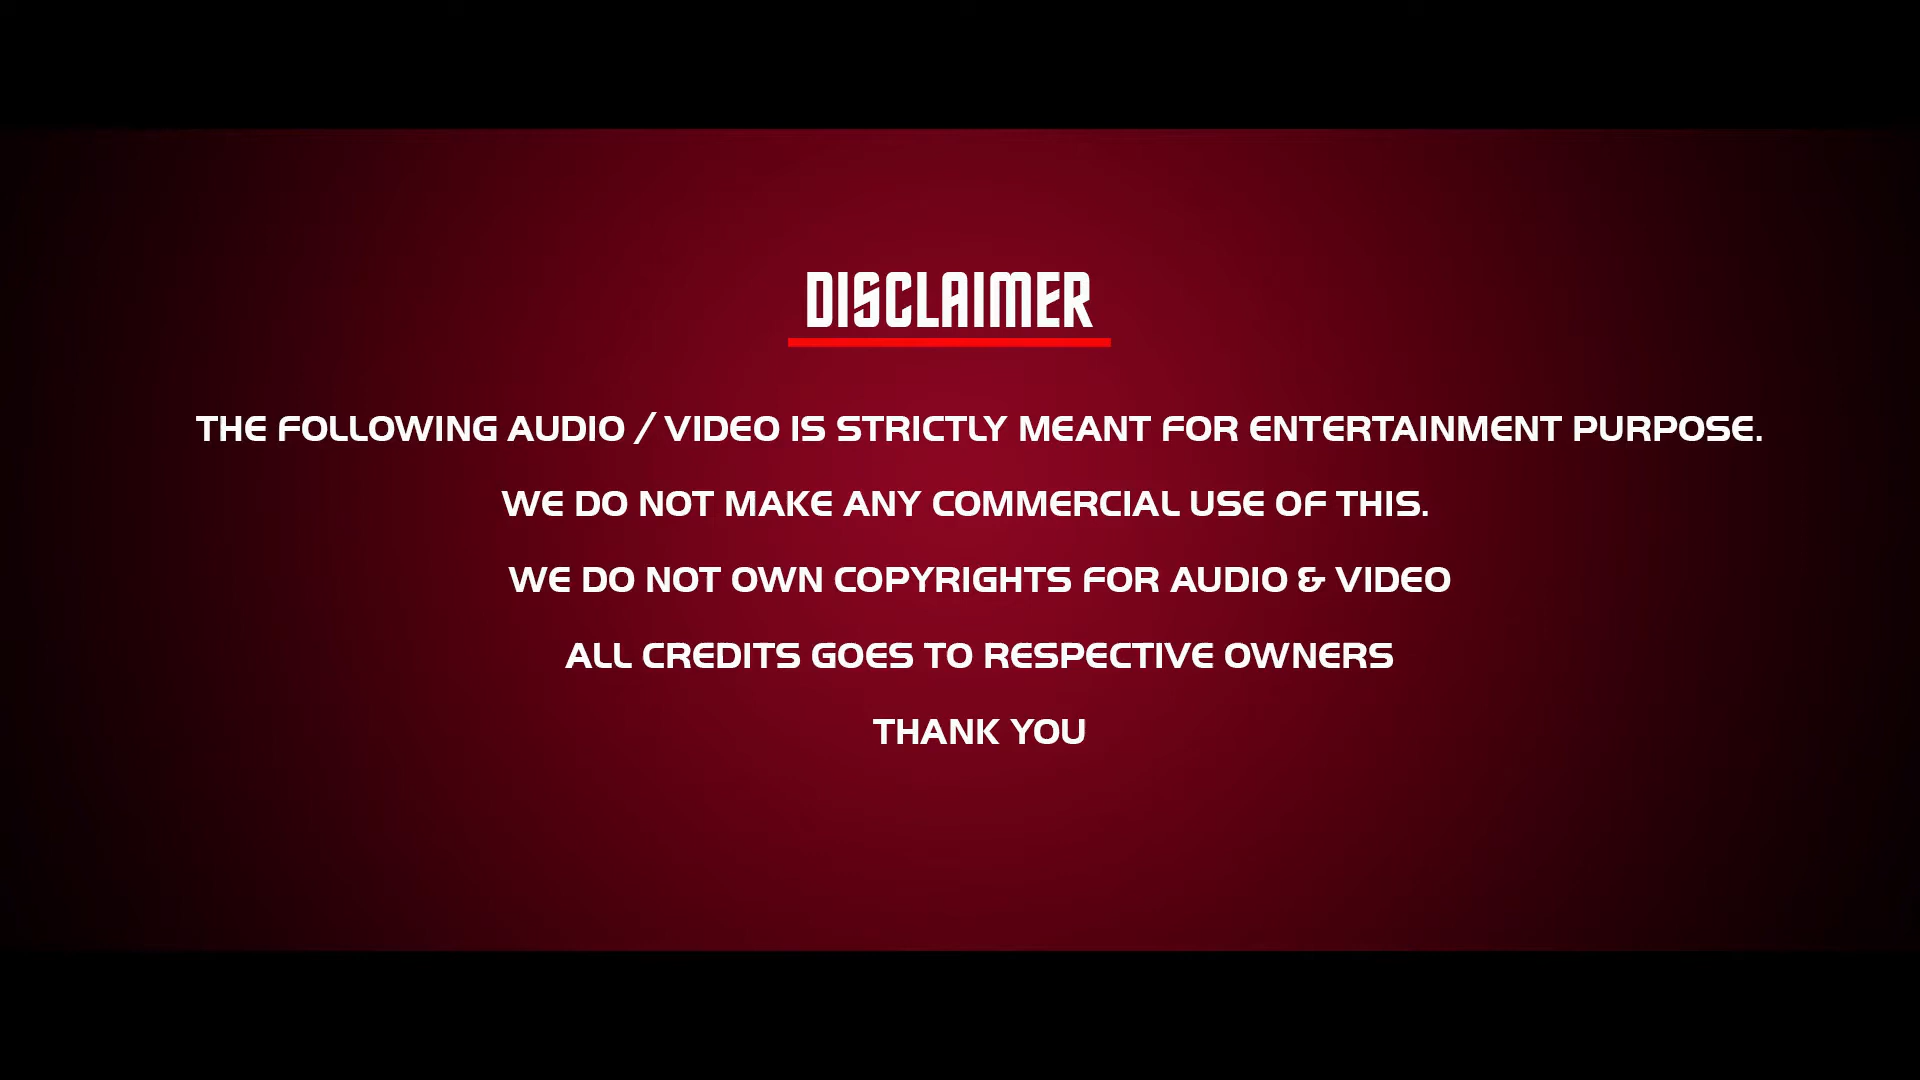 DISCLAIMER
THE FOLLOWING AUDIO / VIDEO IS STRICTLY MEANT FOR ENTERTAINMENT PURPOSE.
WE DO NOT MAKE ANY COMMERCIAL USE OF THIS.
WE DO NOT OWN COPYRIGHTS FOR AUDIO & VIDEO
ALL CREDITS GOES TO RESPECTIVE OWNERS
THANK YOU